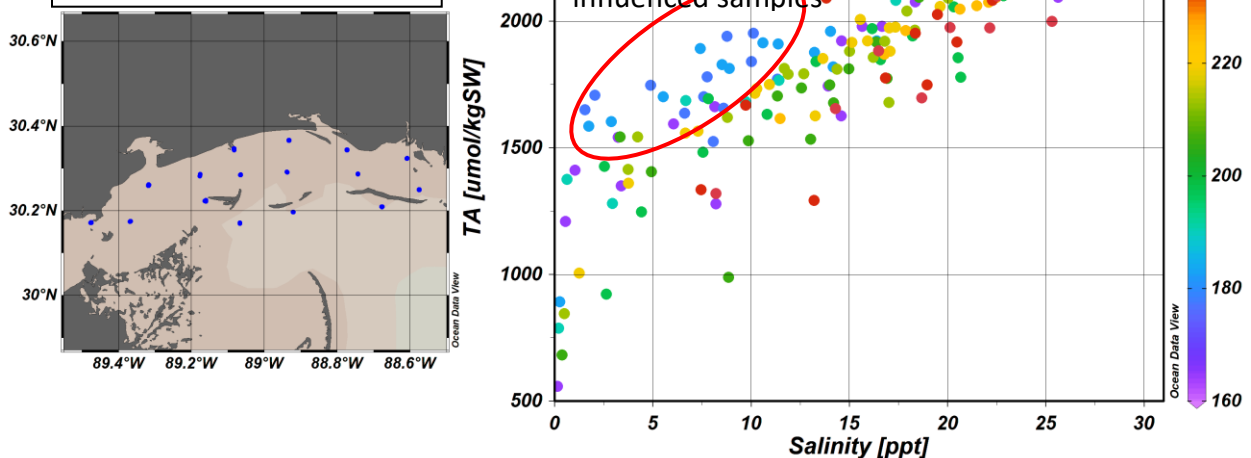 influenced samples
30.6°N
30.4°N
30.2°N
30°N
89.4°W 89.2°W 89°W 88.8°W 88.6°W
Ocean Data View
TA [umol/kgSW]
2000
1500
1000
500
0 5 10 15 20 25 30
Salinity [ppt]
Ocean Data View
220
200
180
160